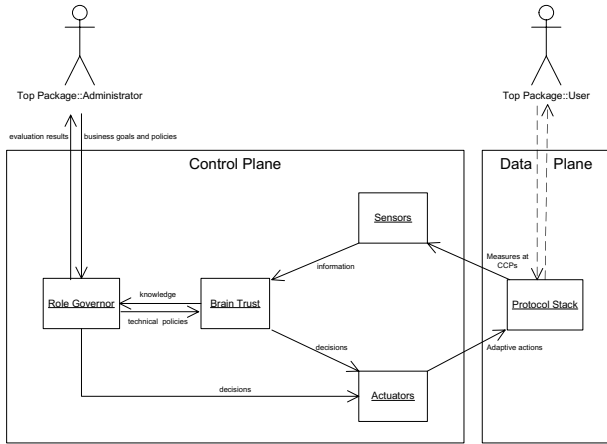 Top Package::Administrator
Top Package::User
evaluation results
business goals and policies
Control Plane
Data Plane
Sensors
Measures at
CCPs
information
Role Governor
knowledge
Brain Trust
technical policies
Protocol Stack
decisions
Adaptive actions
decisions
Actuators